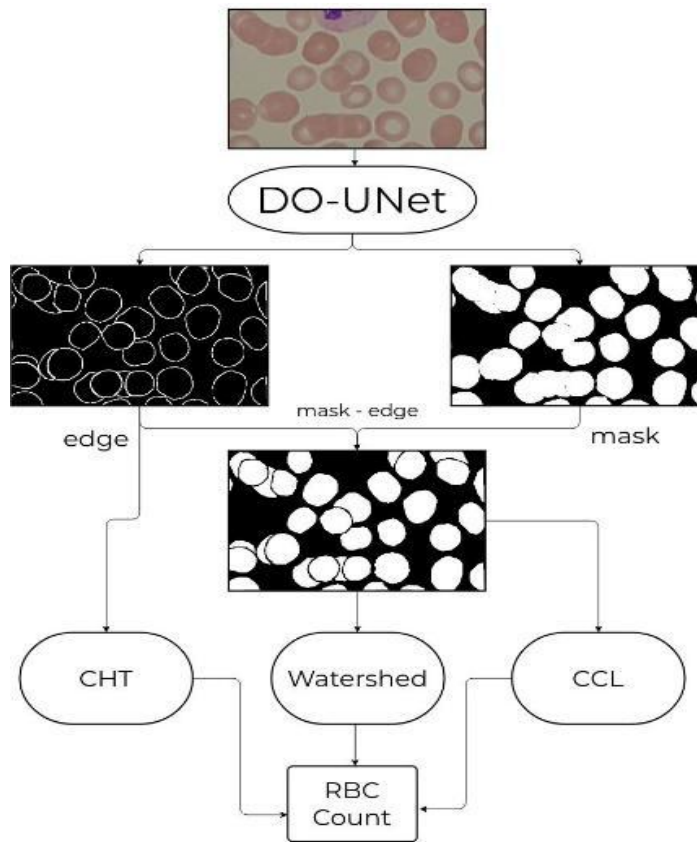 DO-UNet
mask - edge
edge
mask
CHT
Watershed
CCL
RBC
Count